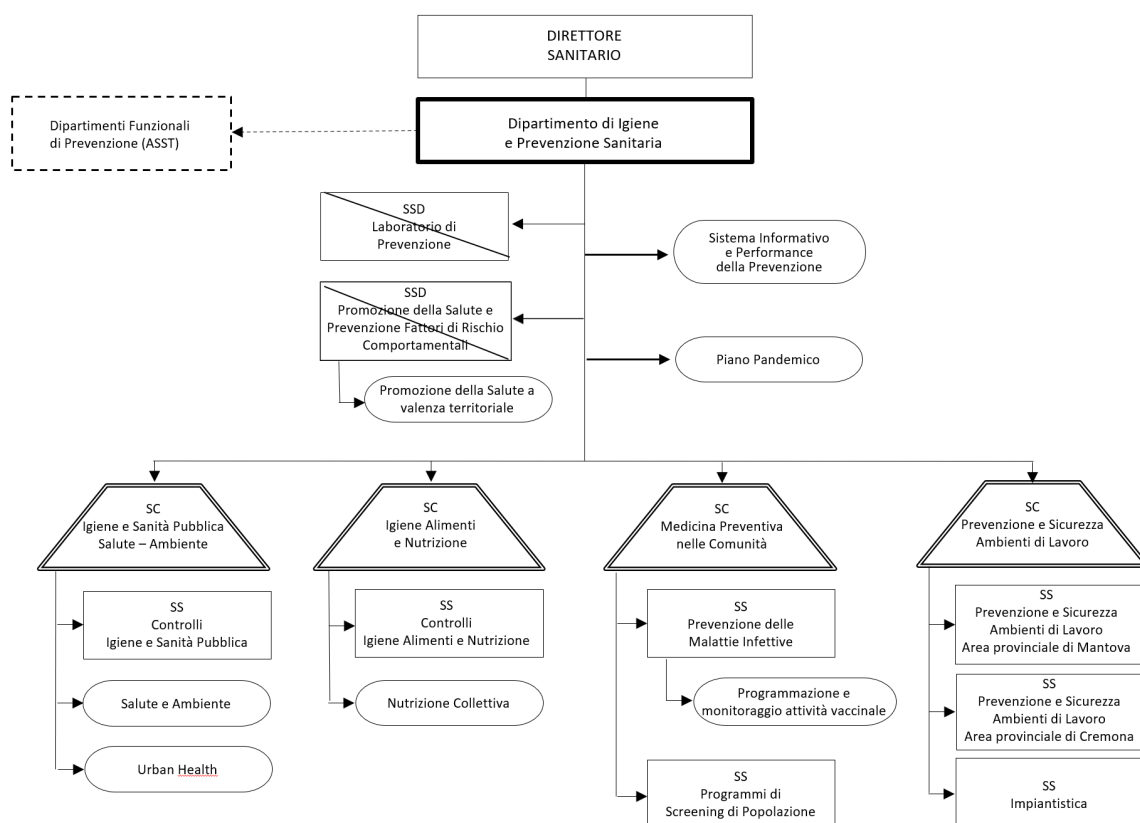 DIRETTORE
SANITARIO
Dipartimenti Funzionali
di Prevenzione (ASST)
Dipartimento di Igiene
e Prevenzione Sanitaria
SSD
Laboratorio di
Prevenzione
Sistema Informativo
e Performance
della Prevenzione
SSD
Promozione della Salute e
Prevenzione Fattori di Rischio
Comportamentali
Piano Pandemico
Promozione della Salute a
valenza territoriale
SC
Igiene e Sanità Pubblica
Salute – Ambiente
SC
Igiene Alimenti
e Nutrizione
SC
Medicina Preventiva
nelle Comunità
SC
Prevenzione e Sicurezza
Ambienti di Lavoro
SS
Controlli
Igiene e Sanità Pubblica
Salute e Ambiente
Urban Health
SS
Controlli
Igiene Alimenti e Nutrizione
Nutrizione Collettiva
SS
Prevenzione delle
Malattie Infettive
Programmazione e
monitoraggio attività vaccinale
SS
Programmi di
Screening di Popolazione
SS
Prevenzione e Sicurezza
Ambienti di Lavoro
Area provinciale di Mantova
SS
Prevenzione e Sicurezza
Ambienti di Lavoro
Area provinciale di Cremona
SS
Impiantistica